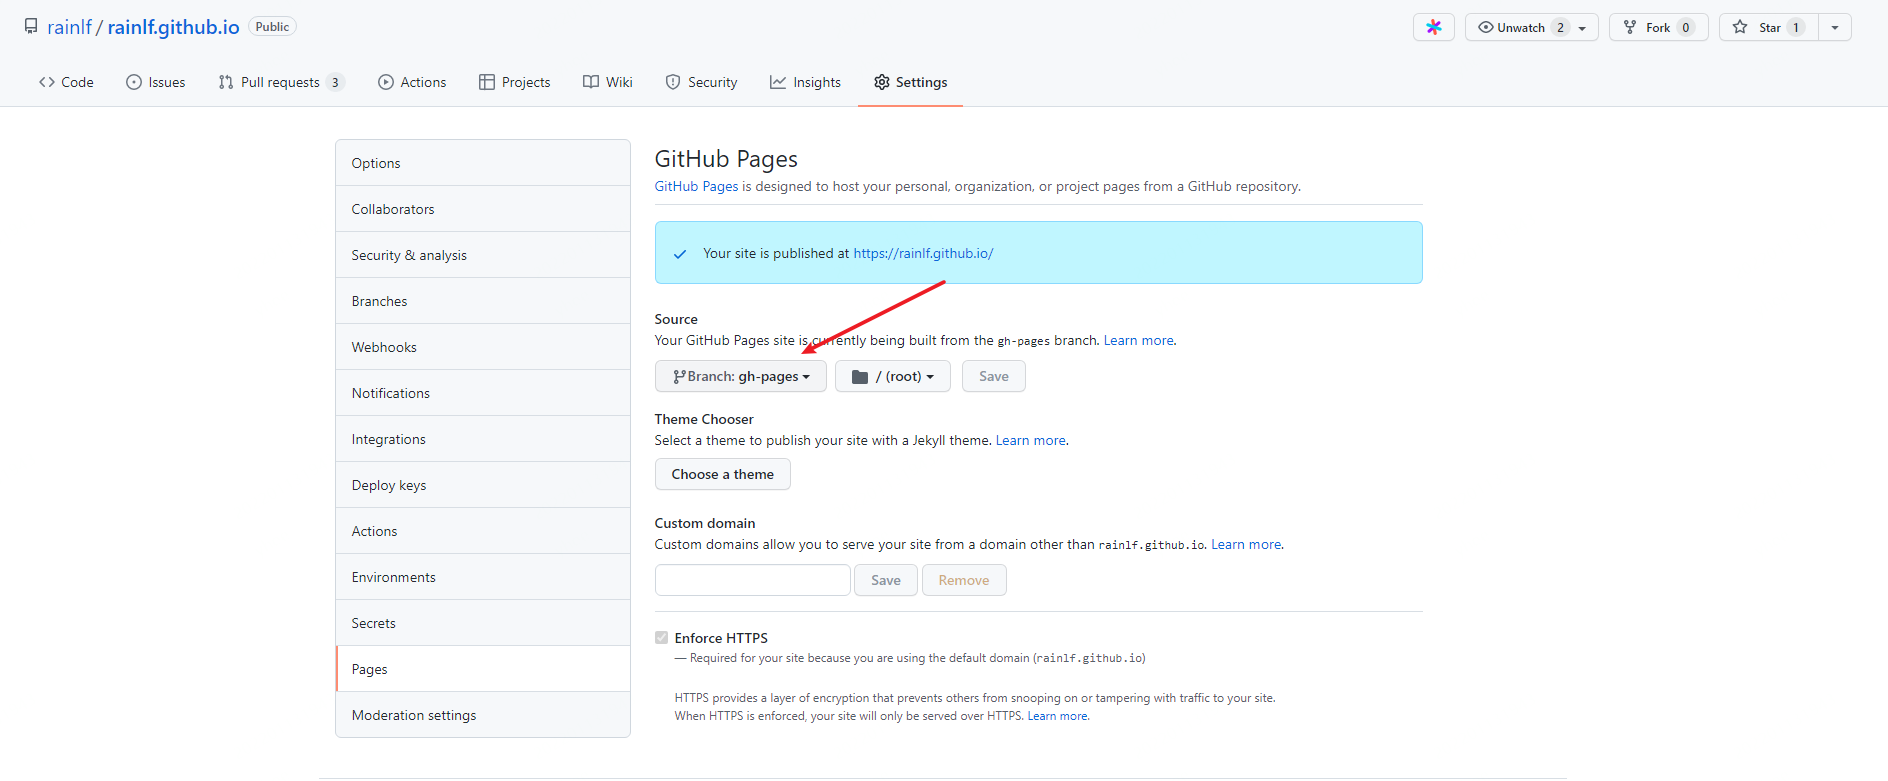 rainlf / rainlf.github.io Public
Unwatch 2
Fork 0
Star 1
Code
Issues
Pull requests 3
Actions
Projects
Wiki
Security
Insights
Settings
Options
Collaborators
Security & analysis
Branches
Webhooks
Notifications
Integrations
Deploy keys
Actions
Environments
Secrets
Pages
Moderation settings
GitHub Pages
GitHub Pages is designed to host your personal, organization, or project pages from a GitHub repository.
Your site is published at https://rainlf.github.io/
Source
Your GitHub Pages site is currently being built from the gh-pages branch. Learn more.
Branch: gh-pages
/ (root)
Save
Theme Chooser
Select a theme to publish your site with a Jekyll theme. Learn more.
Choose a theme
Custom domain
Custom domains allow you to serve your site from a domain other than rainlf.github.io. Learn more.
Save
Remove
Enforce HTTPS
— Required for your site because you are using the default domain (rainlf.github.io)
HTTPS provides a layer of encryption that prevents others from snooping on or tampering with traffic to your site.
When HTTPS is enforced, your site will only be served over HTTPS. Learn more.